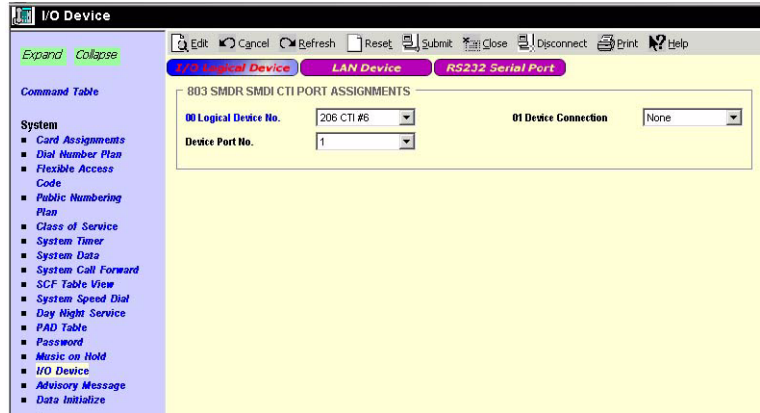 I/O Device
Edit Cancel Refresh Reset Submit Close Disconnect Print Help
Expand Collapse
I/O Logical Device LAN Device RS232 Serial Port
803 SMDR SMDI CTI PORT ASSIGNMENTS
Command Table
00 Logical Device No. 206 CTI #6 01 Device Connection None
Device Port No. 1
System
Card Assignments
Dial Number Plan
Flexible Access
Code
Public Numbering
Plan
Class of Service
System Timer
System Data
System Call Forward
SCF Table View
System Speed Dial
Day Night Service
PAD Table
Password
Music on Hold
I/O Device
Advisory Message
Data Initialize